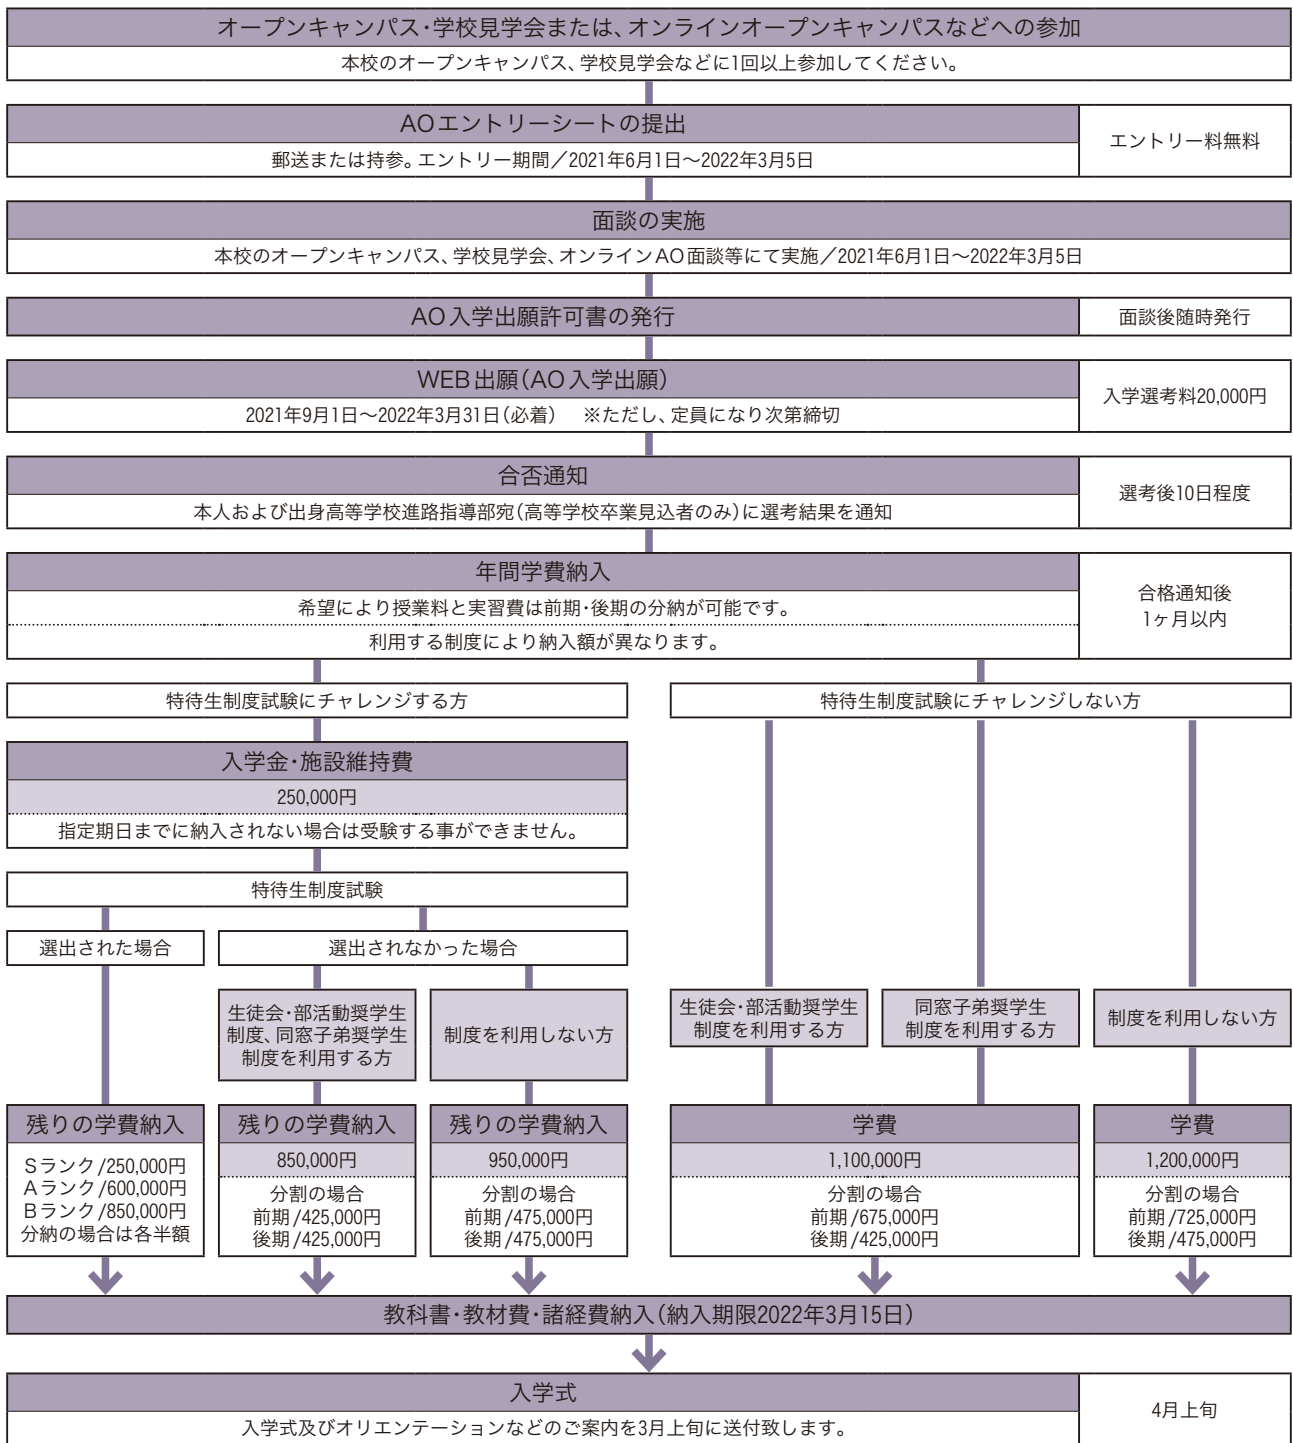 オープンキャンパス・学校見学会または、オンラインオープンキャンパスなどへの参加
本校のオープンキャンパス、学校見学会などに1回以上参加してください。
AOエントリーシートの提出
郵送または持参。エントリー期間／2021年6月1日〜2022年3月5日
エントリー料無料
面談の実施
本校のオープンキャンパス、学校見学会、オンラインAO面談等にて実施／2021年6月1日〜2022年3月5日
AO入学出願許可書の発行
面談後随時発行
WEB出願（AO入学出願）
2021年9月1日〜2022年3月31日（必着）　※ただし、定員になり次第締切
入学選考料20,000円
合否通知
本人および出身高等学校進路指導部宛（高等学校卒業見込者のみ）に選考結果を通知
選考後10日程度
年間学費納入
希望により授業料と実習費は前期・後期の分納が可能です。
利用する制度により納入額が異なります。
合格通知後
1ヶ月以内
特待生制度試験にチャレンジする方
特待生制度試験にチャレンジしない方
入学金・施設維持費
250,000円
指定期日までに納入されない場合は受験する事ができません。
特待生制度試験
選出された場合
選出されなかった場合
生徒会・部活動奨学生
制度、同窓子弟奨学生
制度を利用する方
制度を利用しない方
生徒会・部活動奨学生
制度を利用する方
同窓子弟奨学生
制度を利用する方
制度を利用しない方
残りの学費納入
Sランク/250,000円
Aランク/600,000円
Bランク/850,000円
分納の場合は各半額
残りの学費納入
850,000円
分割の場合
前期/425,000円
後期/425,000円
残りの学費納入
950,000円
分割の場合
前期/475,000円
後期/475,000円
学費
1,100,000円
分割の場合
前期/675,000円
後期/425,000円
学費
1,200,000円
分割の場合
前期/725,000円
後期/475,000円
教科書・教材費・諸経費納入（納入期限2022年3月15日）
入学式
入学式及びオリエンテーションなどのご案内を3月上旬に送付致します。
4月上旬